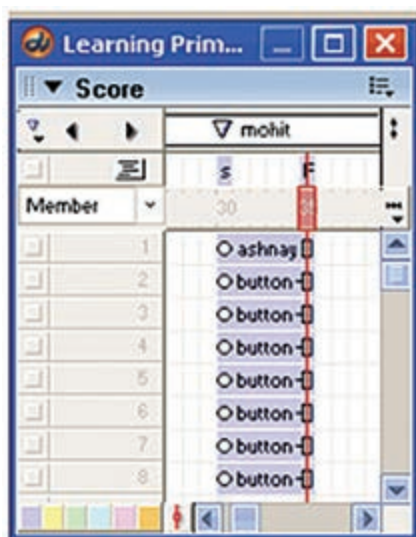 Learning Prim...
Score
mohit
s F
Member 30
1 ashnay
2 button
3 button
4 button
5 button
6 button
7 button
8 button